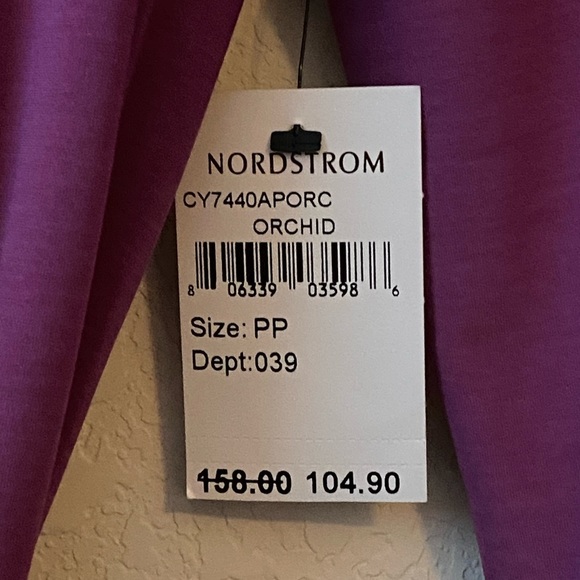 NORDSTROM
CY7440APORC
ORCHID
8 06339 03598 6
Size: PP
Dept:039
158.00 104.90